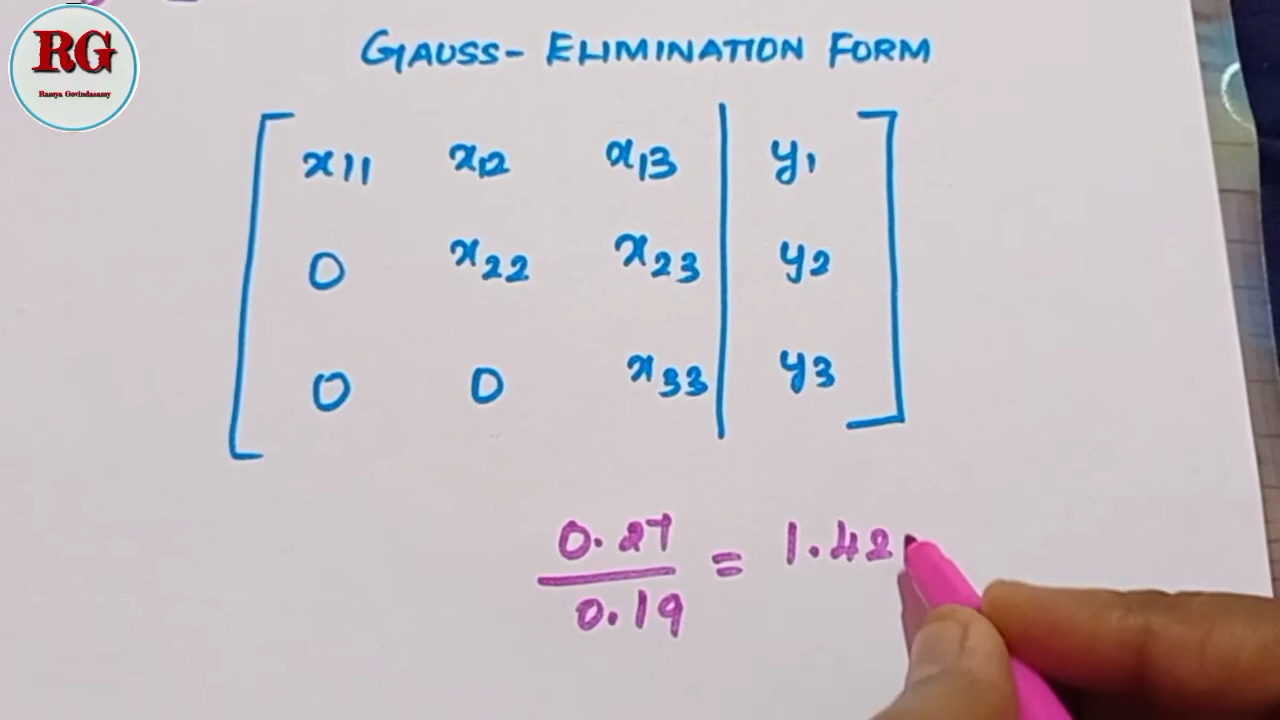 RG
Ramya Govindasamy
GAUSS-ELIMINATION FORM
x11 x12 x13 y1
0 x22 x23 y2
0 0 x33 y3
0.27
0.19
= 1.42